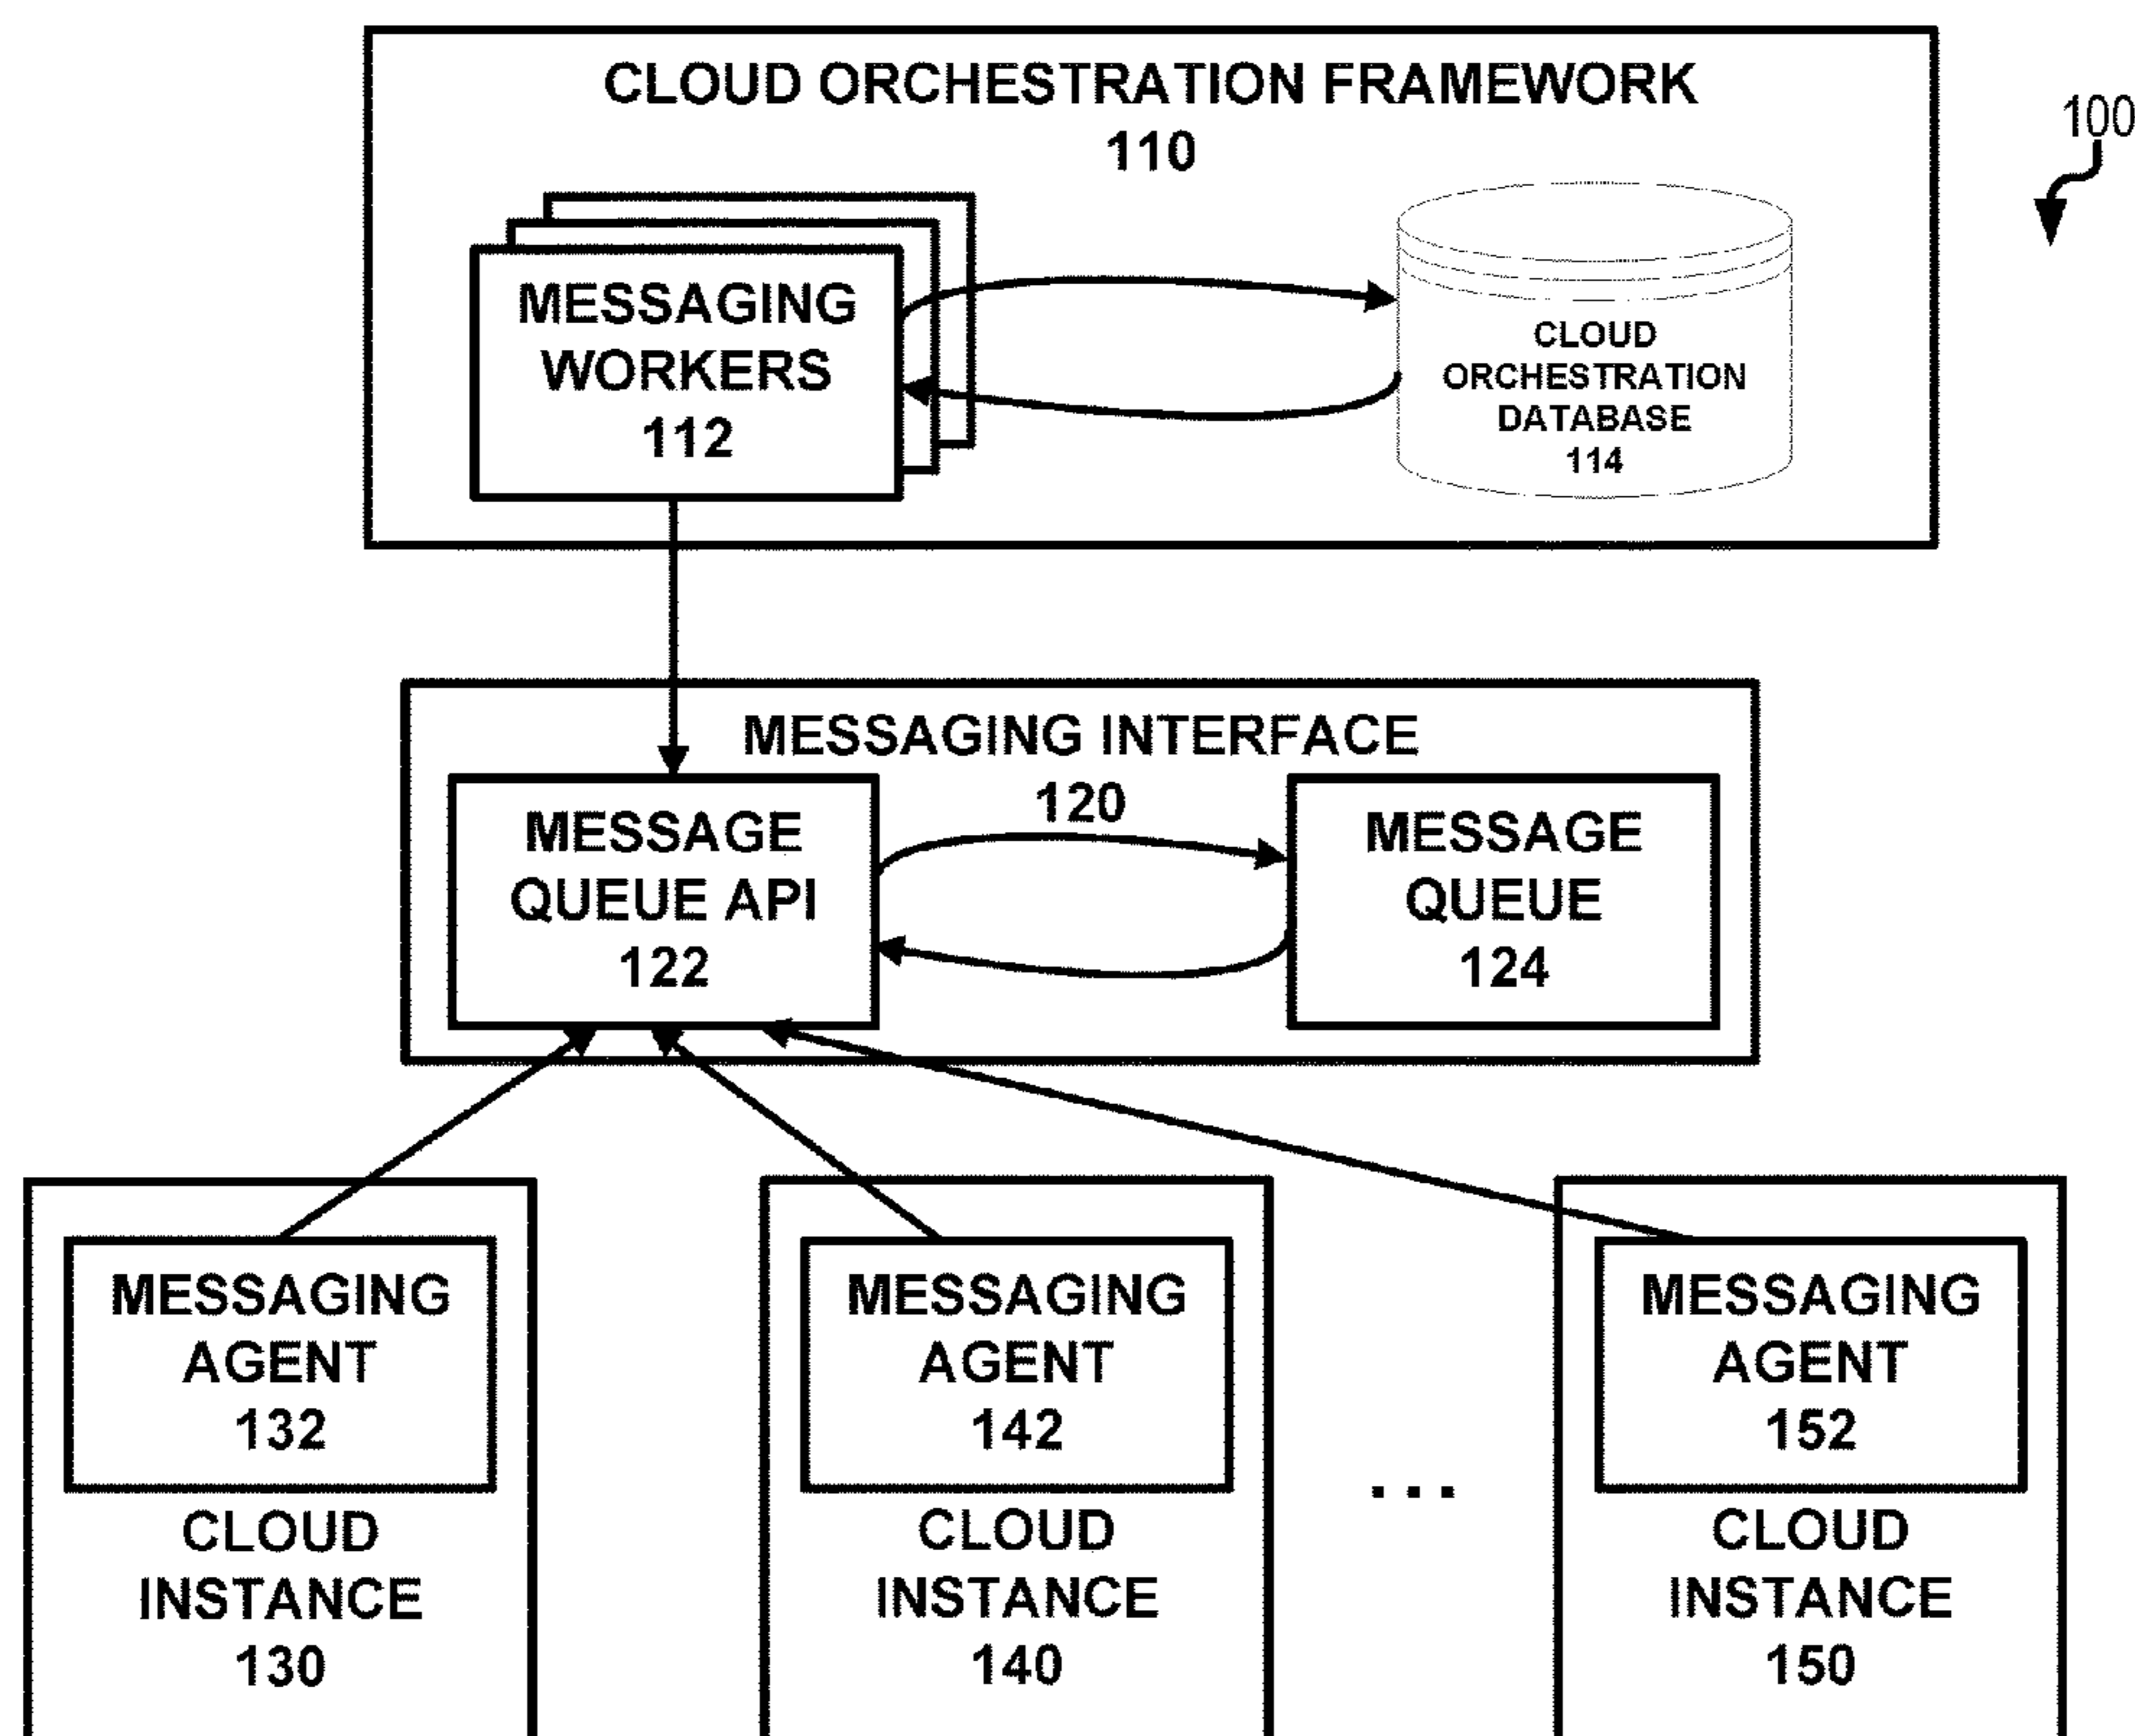 CLOUD ORCHESTRATION FRAMEWORK
110
100
MESSAGING
WORKERS
112
CLOUD
ORCHESTRATION
DATABASE
114
MESSAGING INTERFACE
120
MESSAGE
QUEUE API
122
MESSAGE
QUEUE
124
MESSAGING
AGENT
132
CLOUD
INSTANCE
130
MESSAGING
AGENT
142
CLOUD
INSTANCE
140
...
MESSAGING
AGENT
152
CLOUD
INSTANCE
150